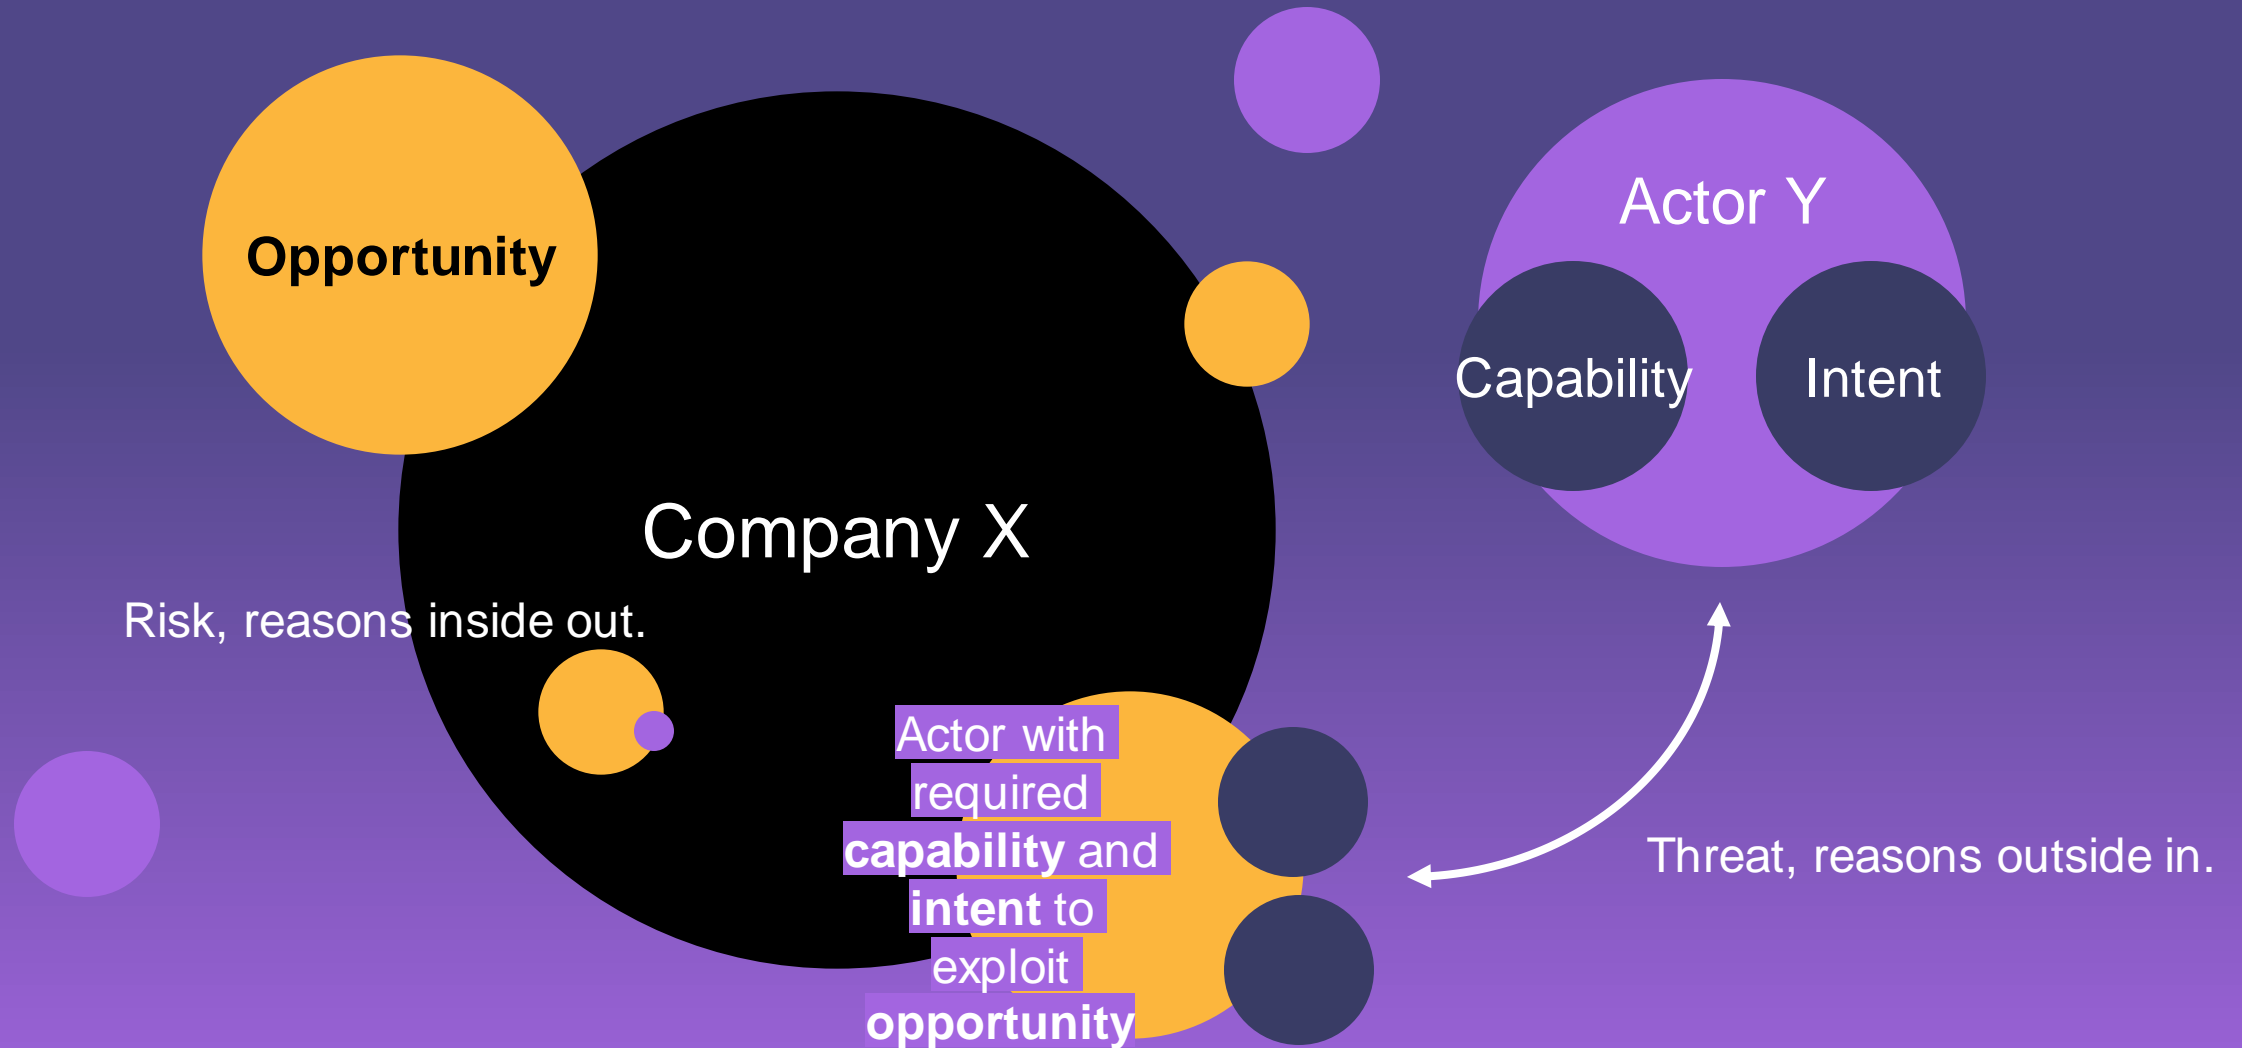 Opportunity
Actor Y
Capability
Intent
Company X
Risk, reasons inside out.
Actor with
required
capability and
intent to
exploit
opportunity
Threat, reasons outside in.